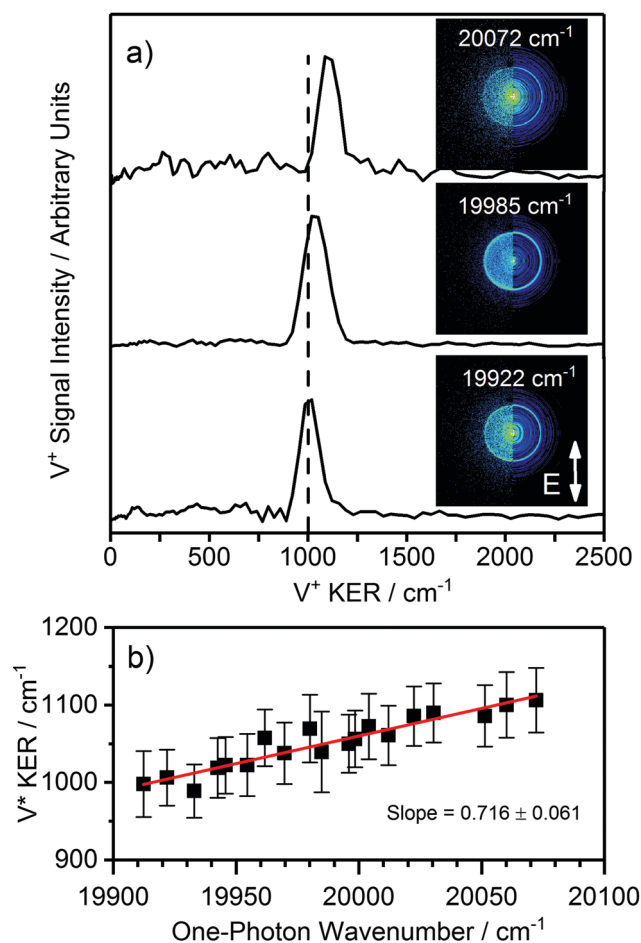 a)
20072 cm⁻¹
19985 cm⁻¹
19922 cm⁻¹
E
V⁺ Signal Intensity / Arbitrary Units
0 500 1000 1500 2000 2500
V⁺ KER / cm⁻¹
b)
1200
1100
1000
900
V* KER / cm⁻¹
Slope = 0.716 ± 0.061
19900 19950 20000 20050 20100
One-Photon Wavenumber / cm⁻¹